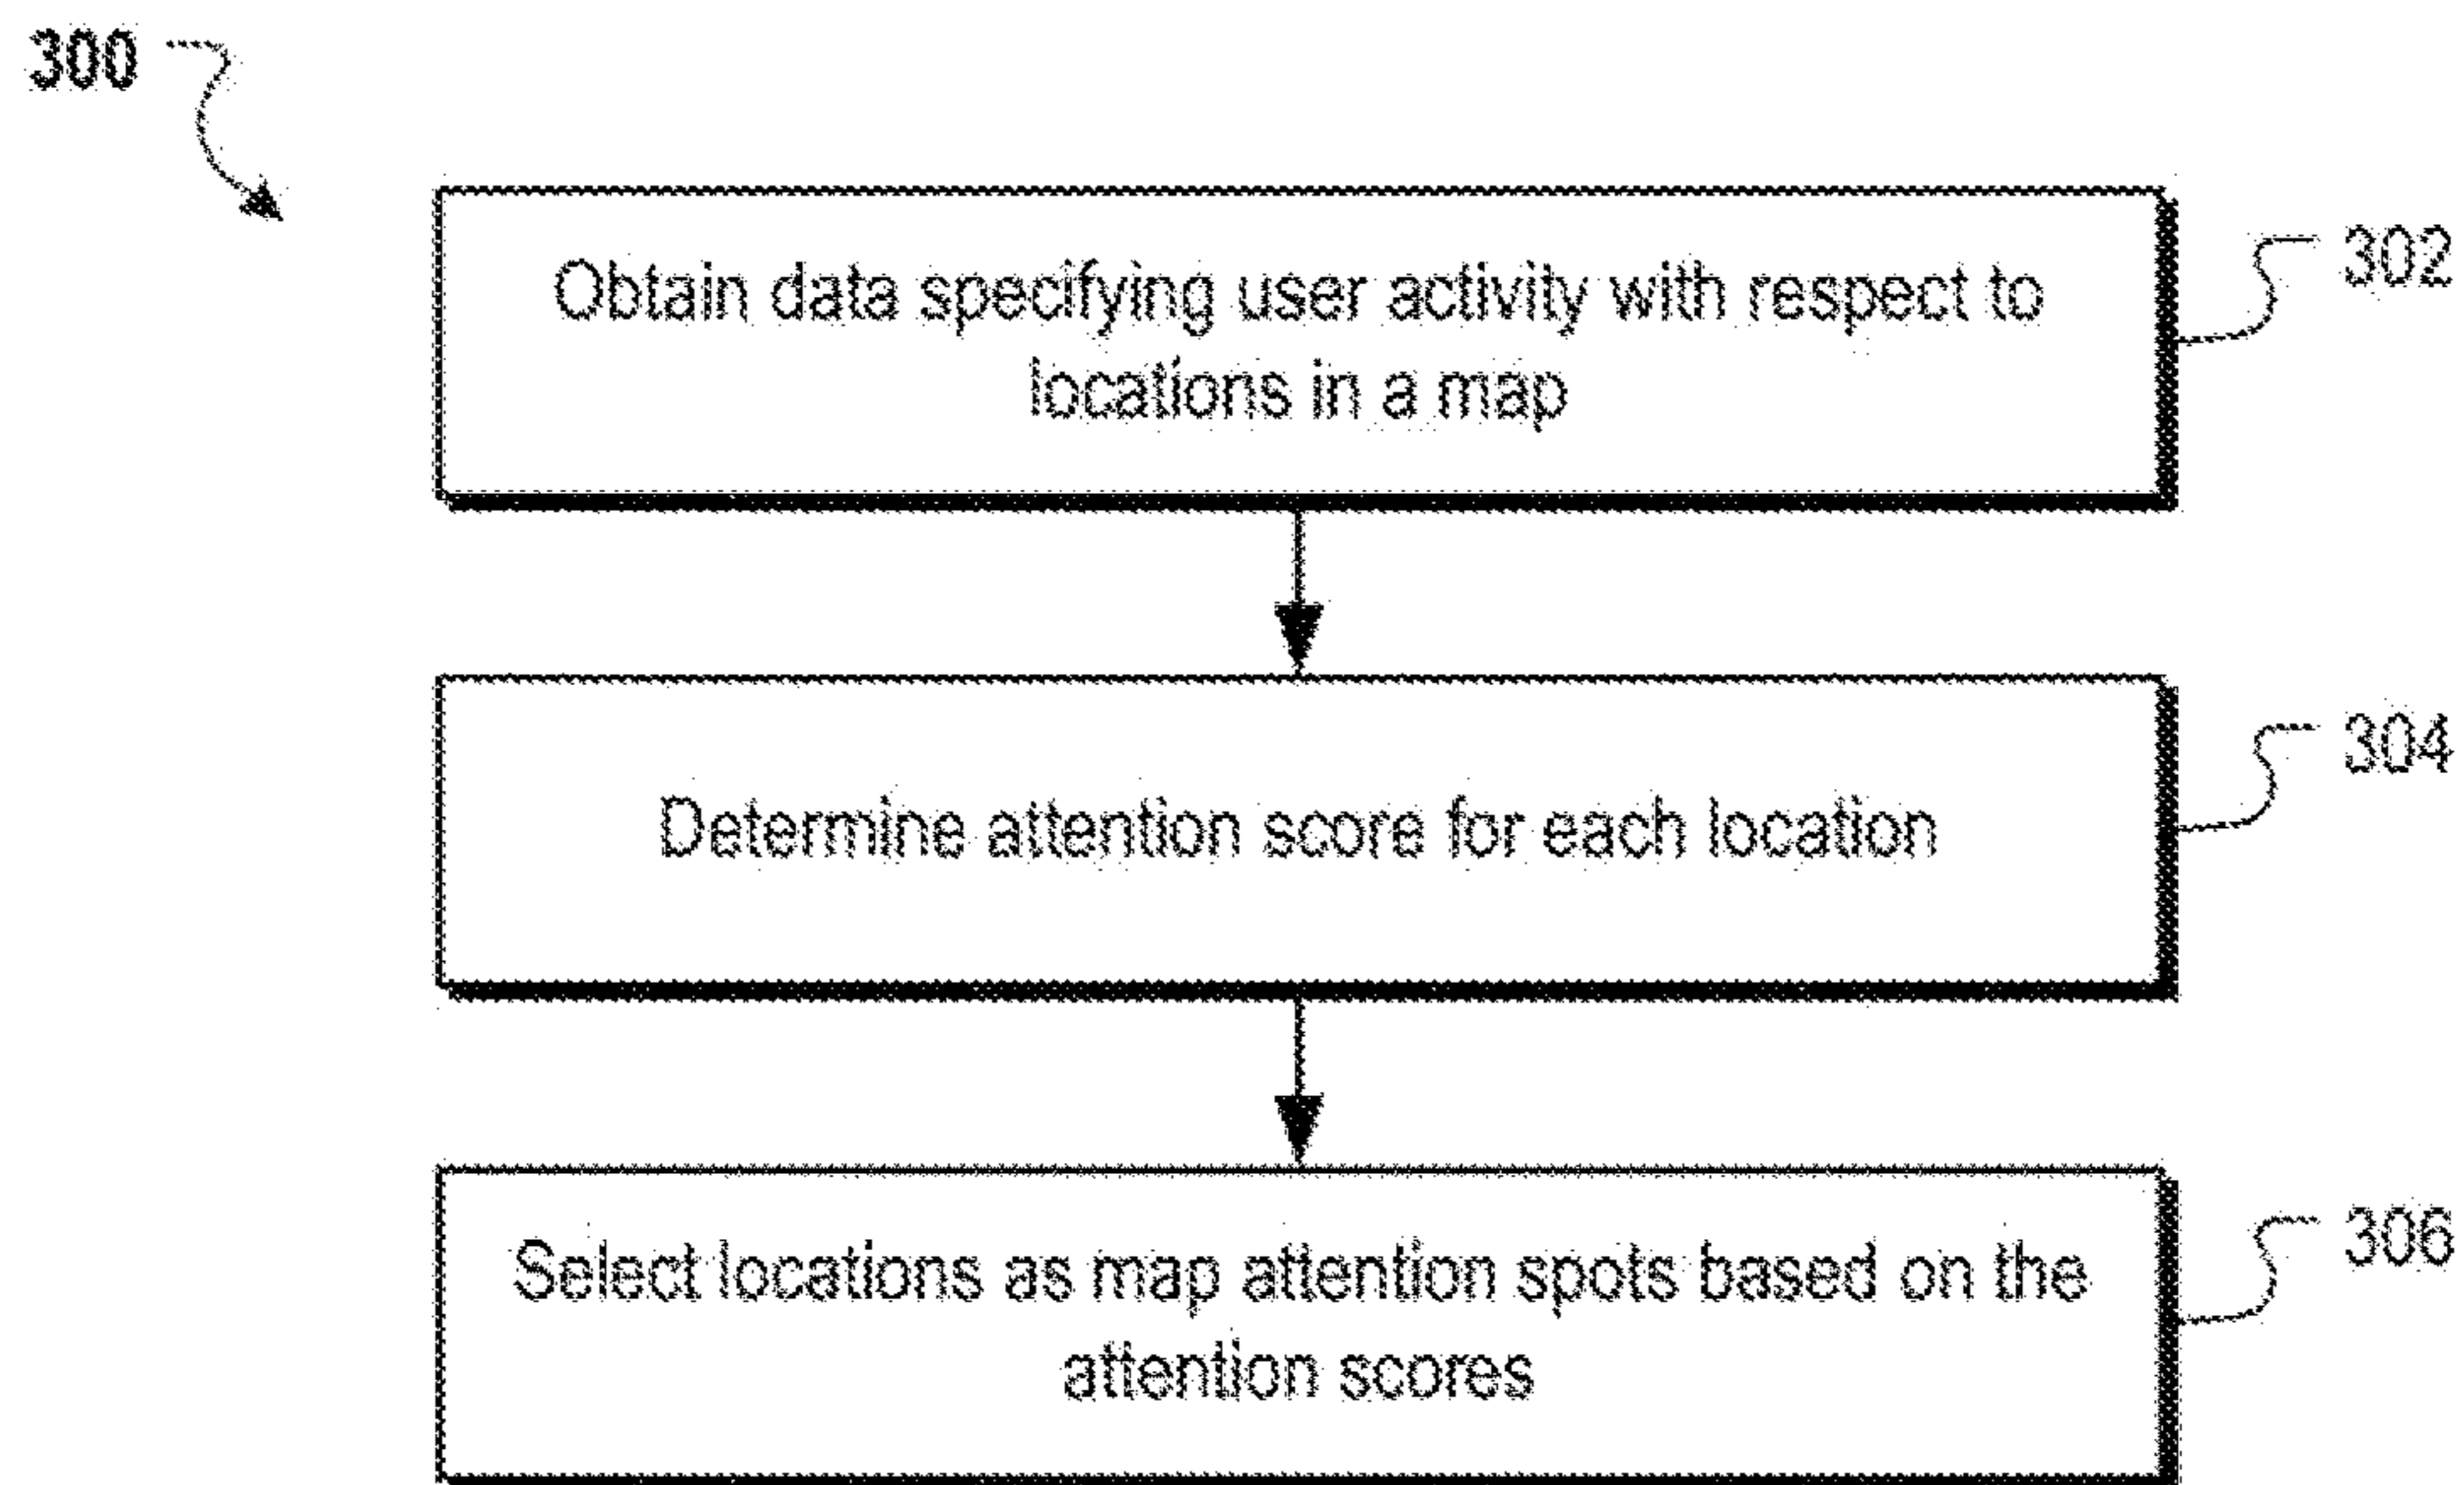 300
Obtain data specifying user activity with respect to
locations in a map
302
Determine attention score for each location
304
Select locations as map attention spots based on the
attention scores
306